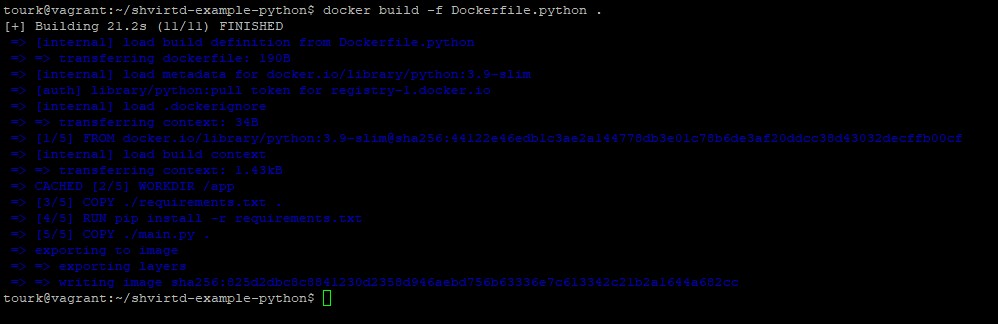 tourk@vagrant:~/shvirtd-example-python$ docker build -f Dockerfile.python .
[+] Building 21.2s (11/11) FINISHED
=> [internal] load build definition from Dockerfile.python
=> => transferring dockerfile: 190B
=> [internal] load metadata for docker.io/library/python:3.9-slim
=> [auth] library/python:pull token for registry-1.docker.io
=> [internal] load .dockerignore
=> => transferring context: 34B
=> [1/5] FROM docker.io/library/python:3.9-slim@sha256:
=> [internal] load build context
=> => transferring context: 1.43kB
=> CACHED [2/5] WORKDIR /app
=> [3/5] COPY ./requirements.txt .
=> [4/5] RUN pip install -r requirements.txt
=> [5/5] COPY ./main.py .
=> exporting to image
=> => exporting layers
=> => writing image
tourk@vagrant:~/shvirtd-example-python$